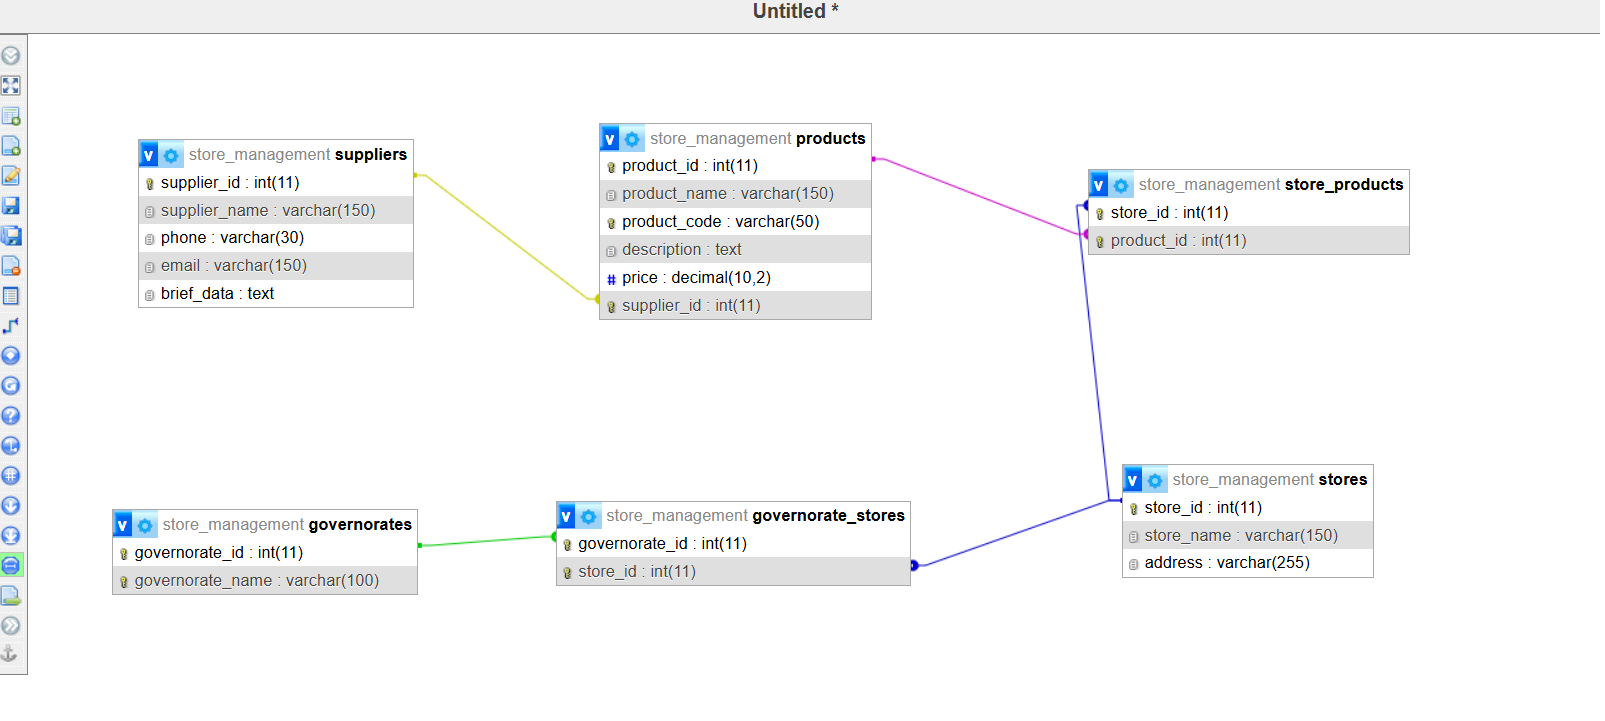 Untitled *
v store_management suppliers
supplier_id : int(11)
supplier_name : varchar(150)
phone : varchar(30)
email : varchar(150)
brief_data : text
v store_management products
product_id : int(11)
product_name : varchar(150)
product_code : varchar(50)
description : text
# price : decimal(10,2)
supplier_id : int(11)
v store_management store_products
store_id : int(11)
product_id : int(11)
v store_management governorates
governorate_id : int(11)
governorate_name : varchar(100)
v store_management governorate_stores
governorate_id : int(11)
store_id : int(11)
v store_management stores
store_id : int(11)
store_name : varchar(150)
address : varchar(255)